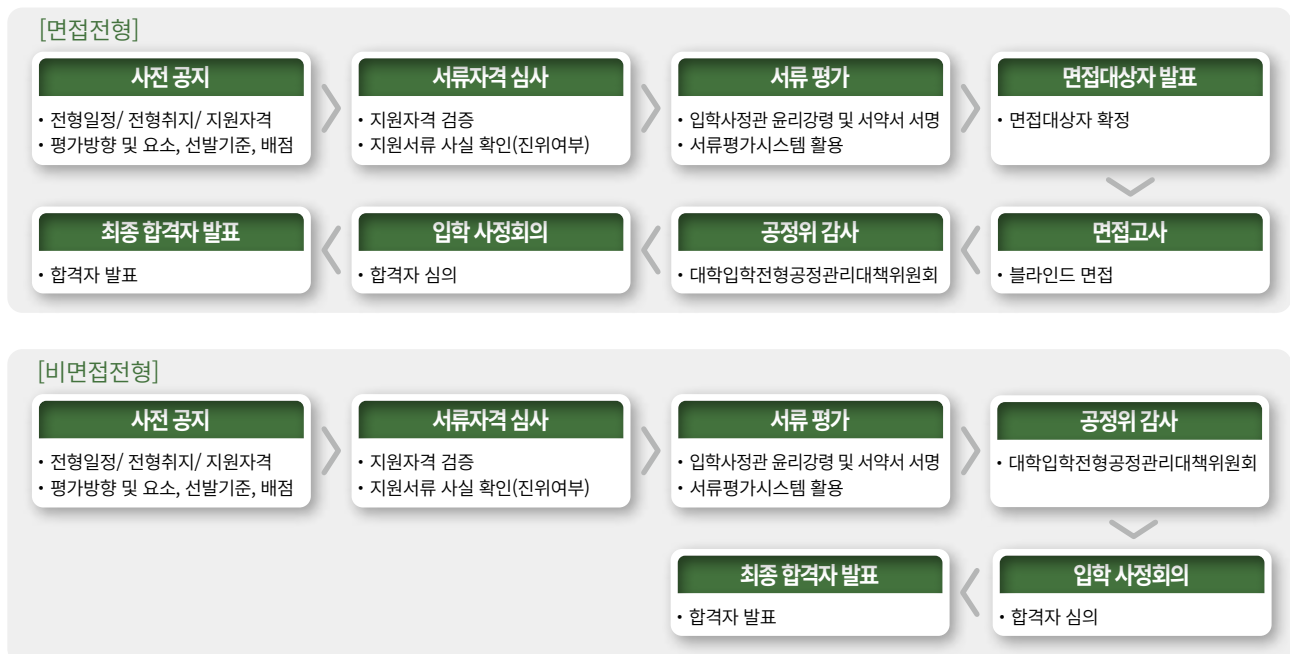 [면접전형]
사전 공지
• 전형일정/ 전형취지/ 지원자격
• 평가방향 및 요소, 선발기준, 배점
서류자격 심사
• 지원자격 검증
• 지원서류 사실 확인(진위여부)
서류 평가
• 입학사정관 윤리강령 및 서약서 서명
• 서류평가시스템 활용
면접대상자 발표
• 면접대상자 확정
면접고사
• 블라인드 면접
공정위 감사
• 대학입학전형공정관리대책위원회
입학 사정회의
• 합격자 심의
최종 합격자 발표
• 합격자 발표
[비면접전형]
사전 공지
• 전형일정/ 전형취지/ 지원자격
• 평가방향 및 요소, 선발기준, 배점
서류자격 심사
• 지원자격 검증
• 지원서류 사실 확인(진위여부)
서류 평가
• 입학사정관 윤리강령 및 서약서 서명
• 서류평가시스템 활용
공정위 감사
• 대학입학전형공정관리대책위원회
입학 사정회의
• 합격자 심의
최종 합격자 발표
• 합격자 발표